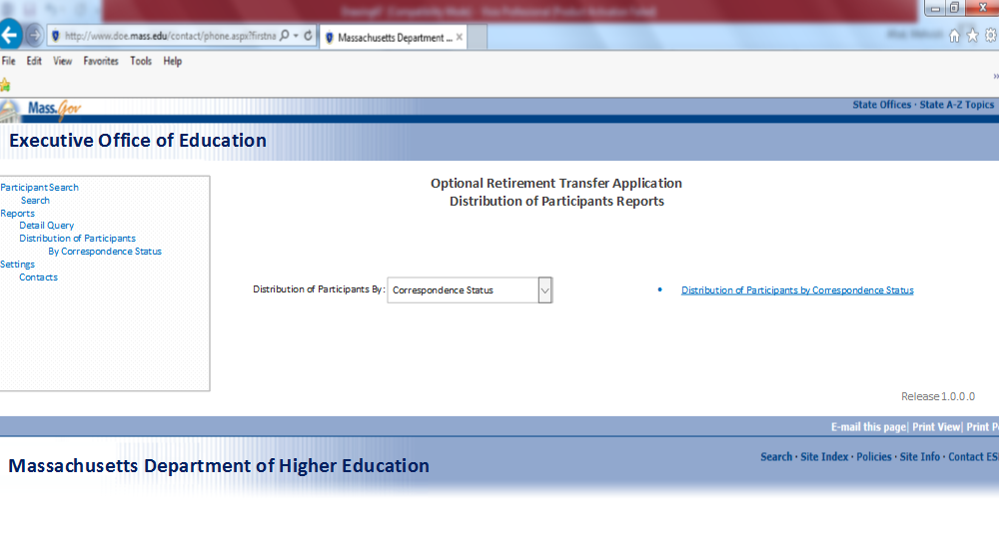 http://www.doe.mass.edu/contact/phone.aspx?firstna
Massachusetts Department ...
File Edit View Favorites Tools Help
Mass.Gov
State Offices · State A-Z Topics
Executive Office of Education
Participant Search
Search
Reports
Detail Query
Distribution of Participants
By Correspondence Status
Settings
Contacts
Optional Retirement Transfer Application
Distribution of Participants Reports
Distribution of Participants By: Correspondence Status
• Distribution of Participants by Correspondence Status
Release 1.0.0.0
E-mail this page| Print View| Print P
Massachusetts Department of Higher Education
Search · Site Index · Policies · Site Info · Contact ES